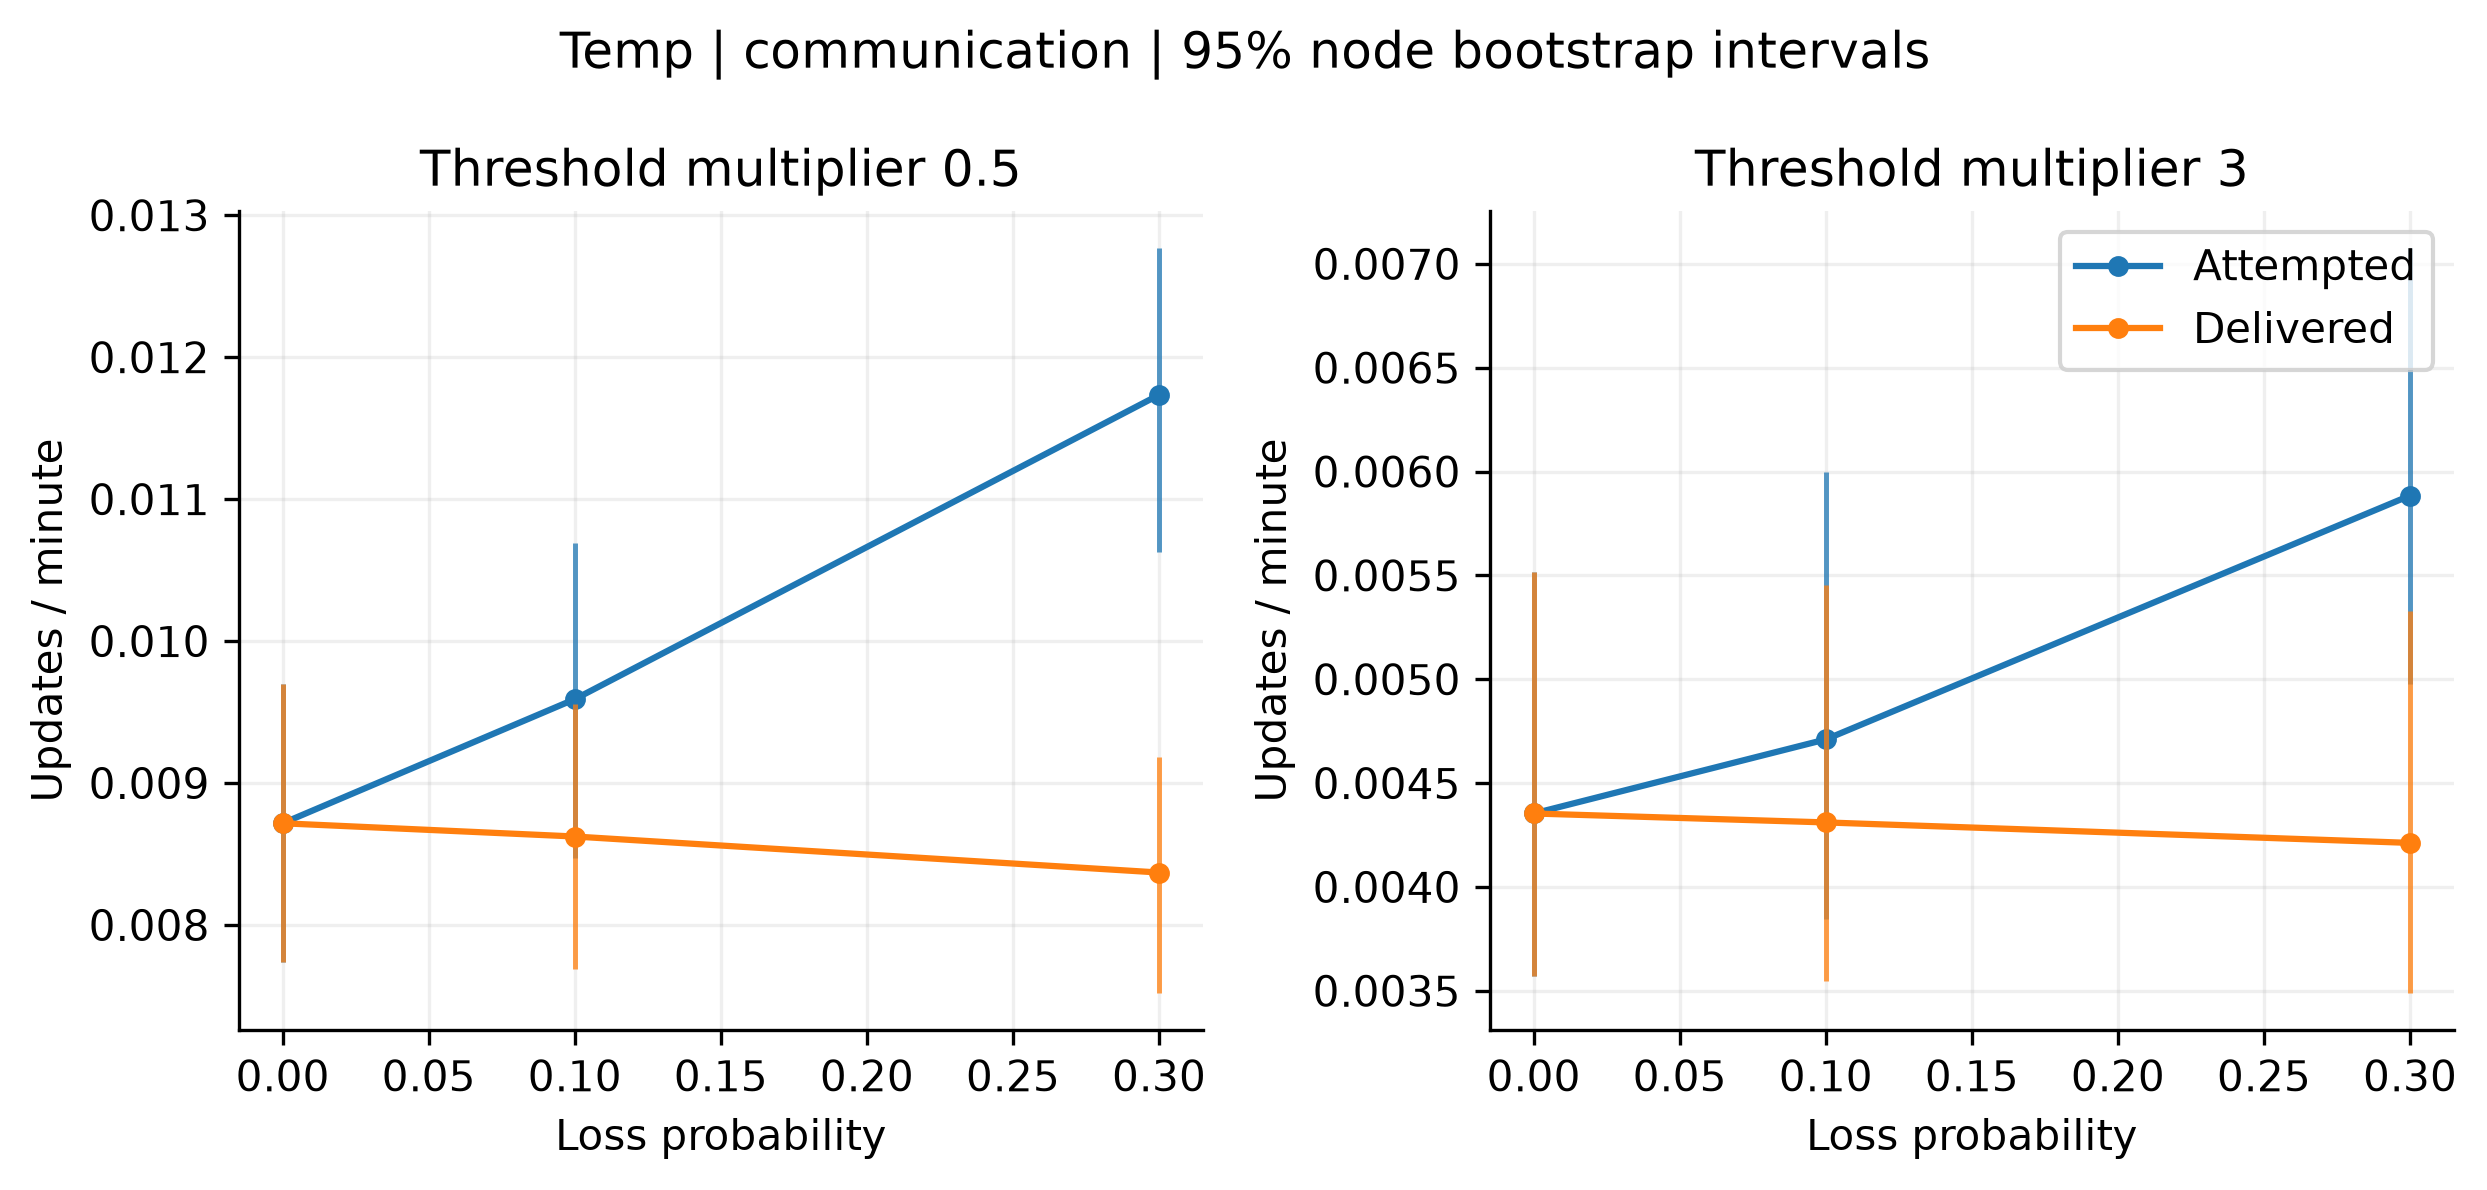 Temp | communication | 95% node bootstrap intervals
Threshold multiplier 0.5
0.013
0.012
0.011
0.010
0.009
0.008
Updates / minute
0.00 0.05 0.10 0.15 0.20 0.25 0.30
Loss probability
Threshold multiplier 3
0.0070
0.0065
0.0060
0.0055
0.0050
0.0045
0.0040
0.0035
Updates / minute
Attempted
Delivered
0.00 0.05 0.10 0.15 0.20 0.25 0.30
Loss probability